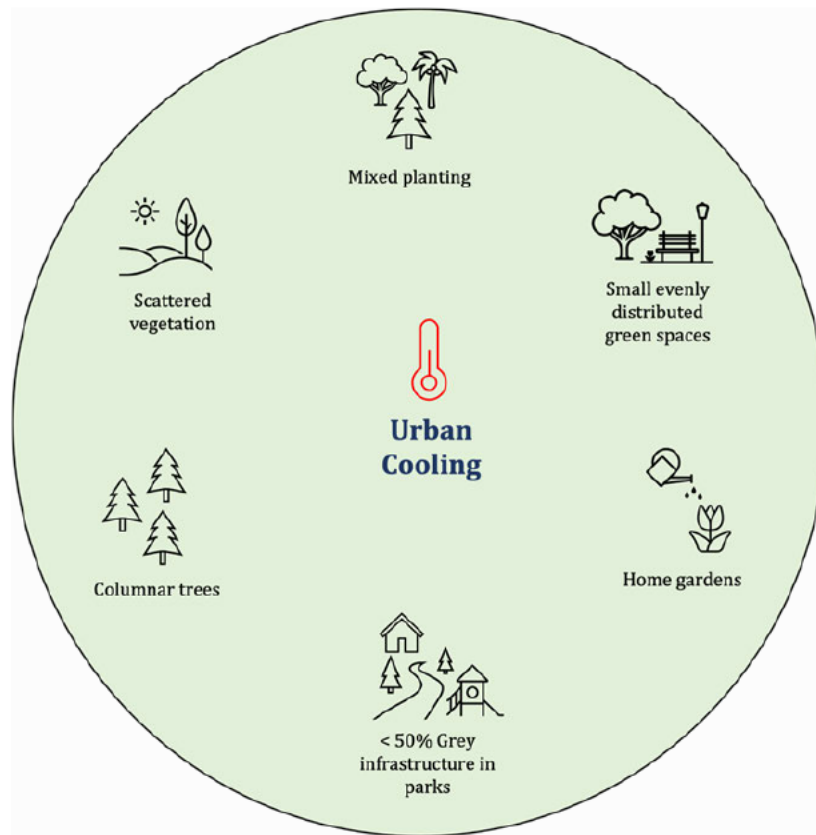 Mixed planting
Scattered
vegetation
Small evenly
distributed
green spaces
Urban
Cooling
Columnar trees
Home gardens
< 50% Grey
infrastructure in
parks